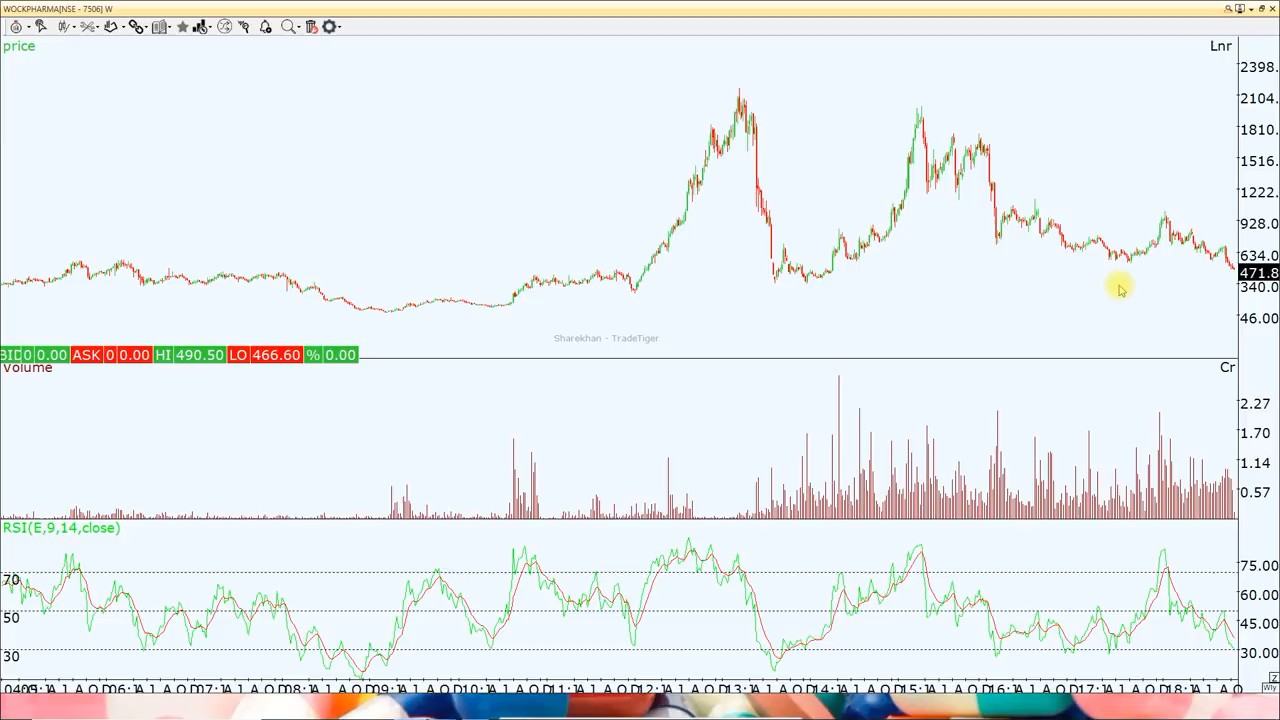 WOCKPHARMA[NSE - 7506] W
price
Lnr
2398.
2104.
1810.
1516.
1222.
928.0
634.0
471.8
340.0
46.00
Sharekhan - TradeTiger
BID 0 0.00 ASK 0 0.00 HI 490.50 LO 466.60 % 0.00
Volume
Cr
2.27
1.70
1.14
0.57
RSI(E,9,14,close)
70
50
30
75.00
60.00
45.00
30.00
Wly